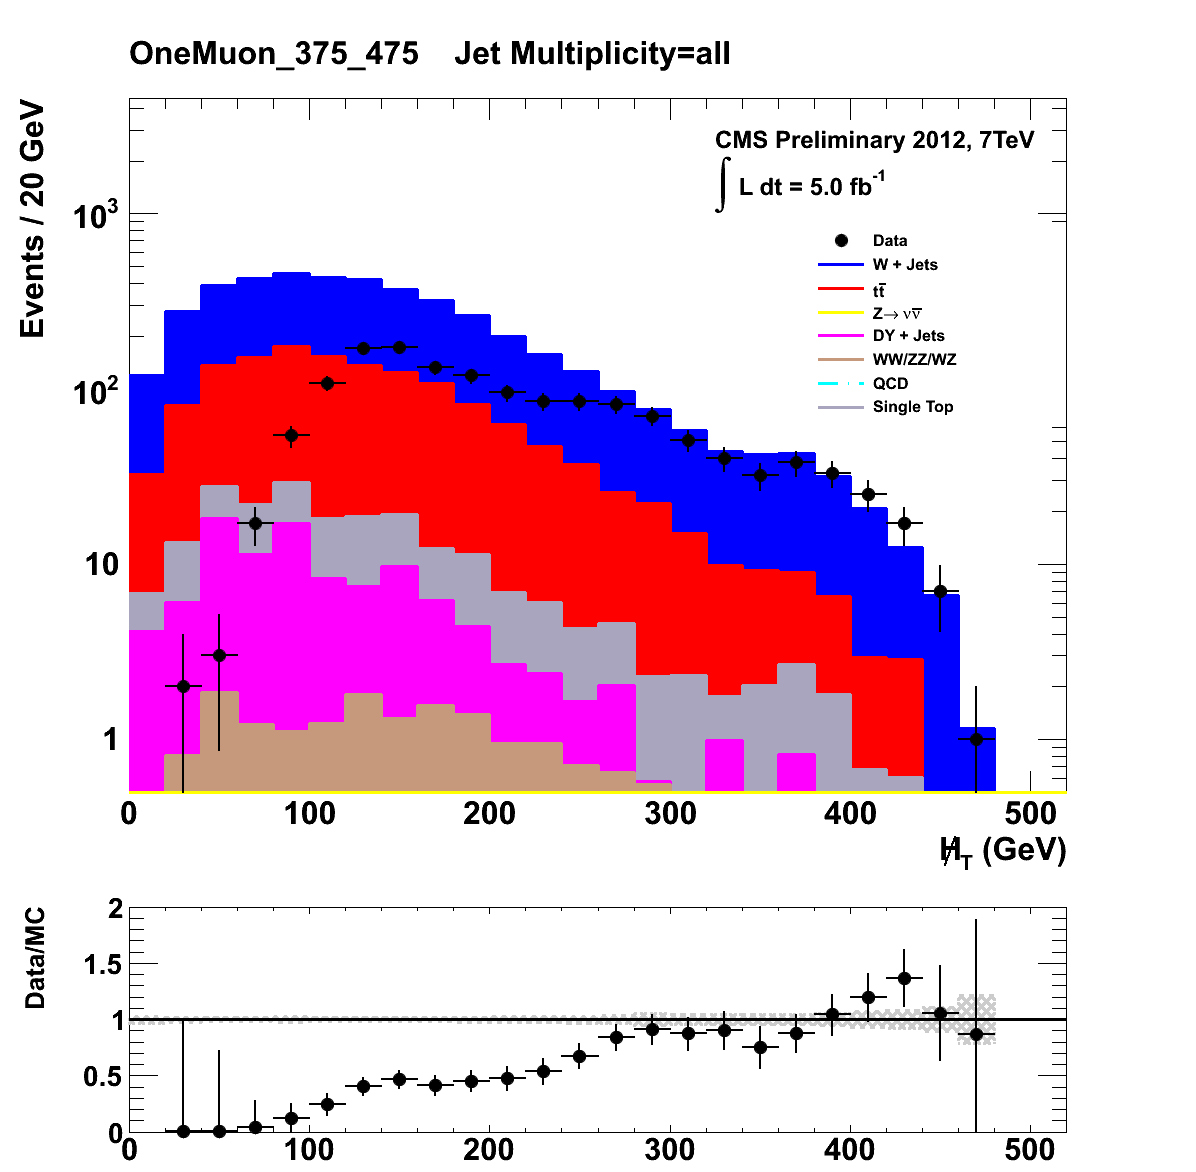 OneMuon_375_475    Jet Multiplicity=all
Events / 20 GeV
CMS Preliminary 2012, 7TeV
∫ L dt = 5.0 fb⁻¹
Data
W + Jets
tt̅
Z→ νν̅
DY + Jets
WW/ZZ/WZ
QCD
Single Top
10³
10²
10
1
0 100 200 300 400 500
H̸_T (GeV)
Data/MC
2
1.5
1
0.5
0
0 100 200 300 400 500